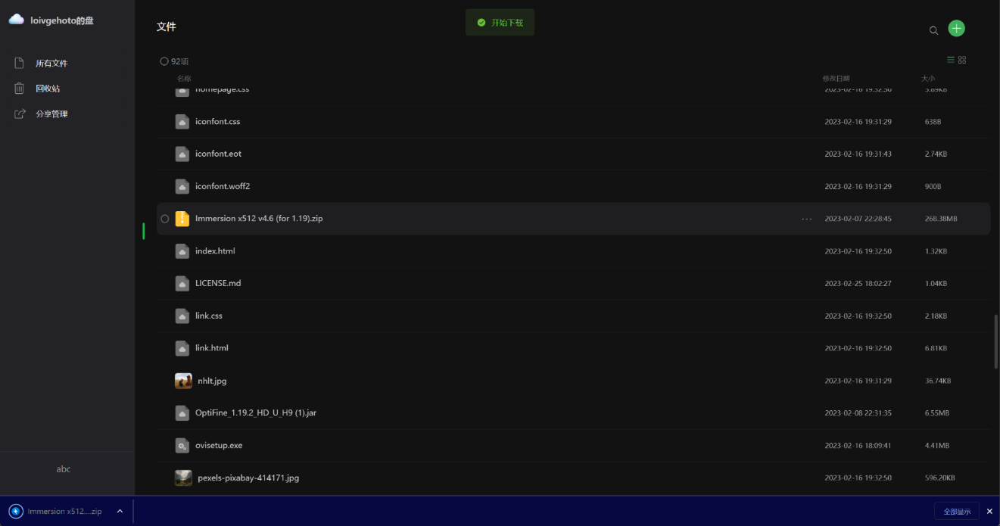 loivgehoto的盘
所有文件
回收站
分享管理
abc
文件
开始下载
92项
名称 修改日期 大小
homepage.css 2023-02-16 19:32:50 5.89KB
iconfont.css 2023-02-16 19:31:29 638B
iconfont.eot 2023-02-16 19:31:43 2.74KB
iconfont.woff2 2023-02-16 19:31:29 900B
Immersion x512 v4.6 (for 1.19).zip ··· 2023-02-07 22:28:45 268.38MB
index.html 2023-02-16 19:32:50 1.32KB
LICENSE.md 2023-02-25 18:02:27 1.04KB
link.css 2023-02-16 19:32:50 2.18KB
link.html 2023-02-16 19:32:50 6.81KB
nhlt.jpg 2023-02-16 19:31:29 36.74KB
OptiFine_1.19.2_HD_U_H9 (1).jar 2023-02-08 22:31:35 6.55MB
ovisetup.exe 2023-02-16 18:09:41 4.41MB
pexels-pixabay-414171.jpg 2023-02-16 19:32:50 596.20KB
Immersion x512....zip 全部显示